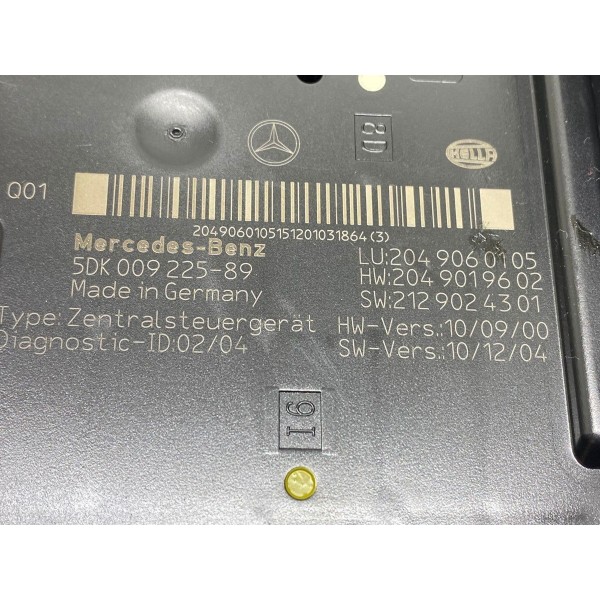 8D
HELLA
Q01
2049060105151201031864(3)
Mercedes-Benz
5DK 009 225-89
Made in Germany
Type: Zentralsteuergerät
Diagnostic-ID:02/04
LU:204 906 01 05
HW:204 901 96 02
SW:212 902 43 01
HW-Vers.:10/09/00
SW-Vers.:10/12/04
I6